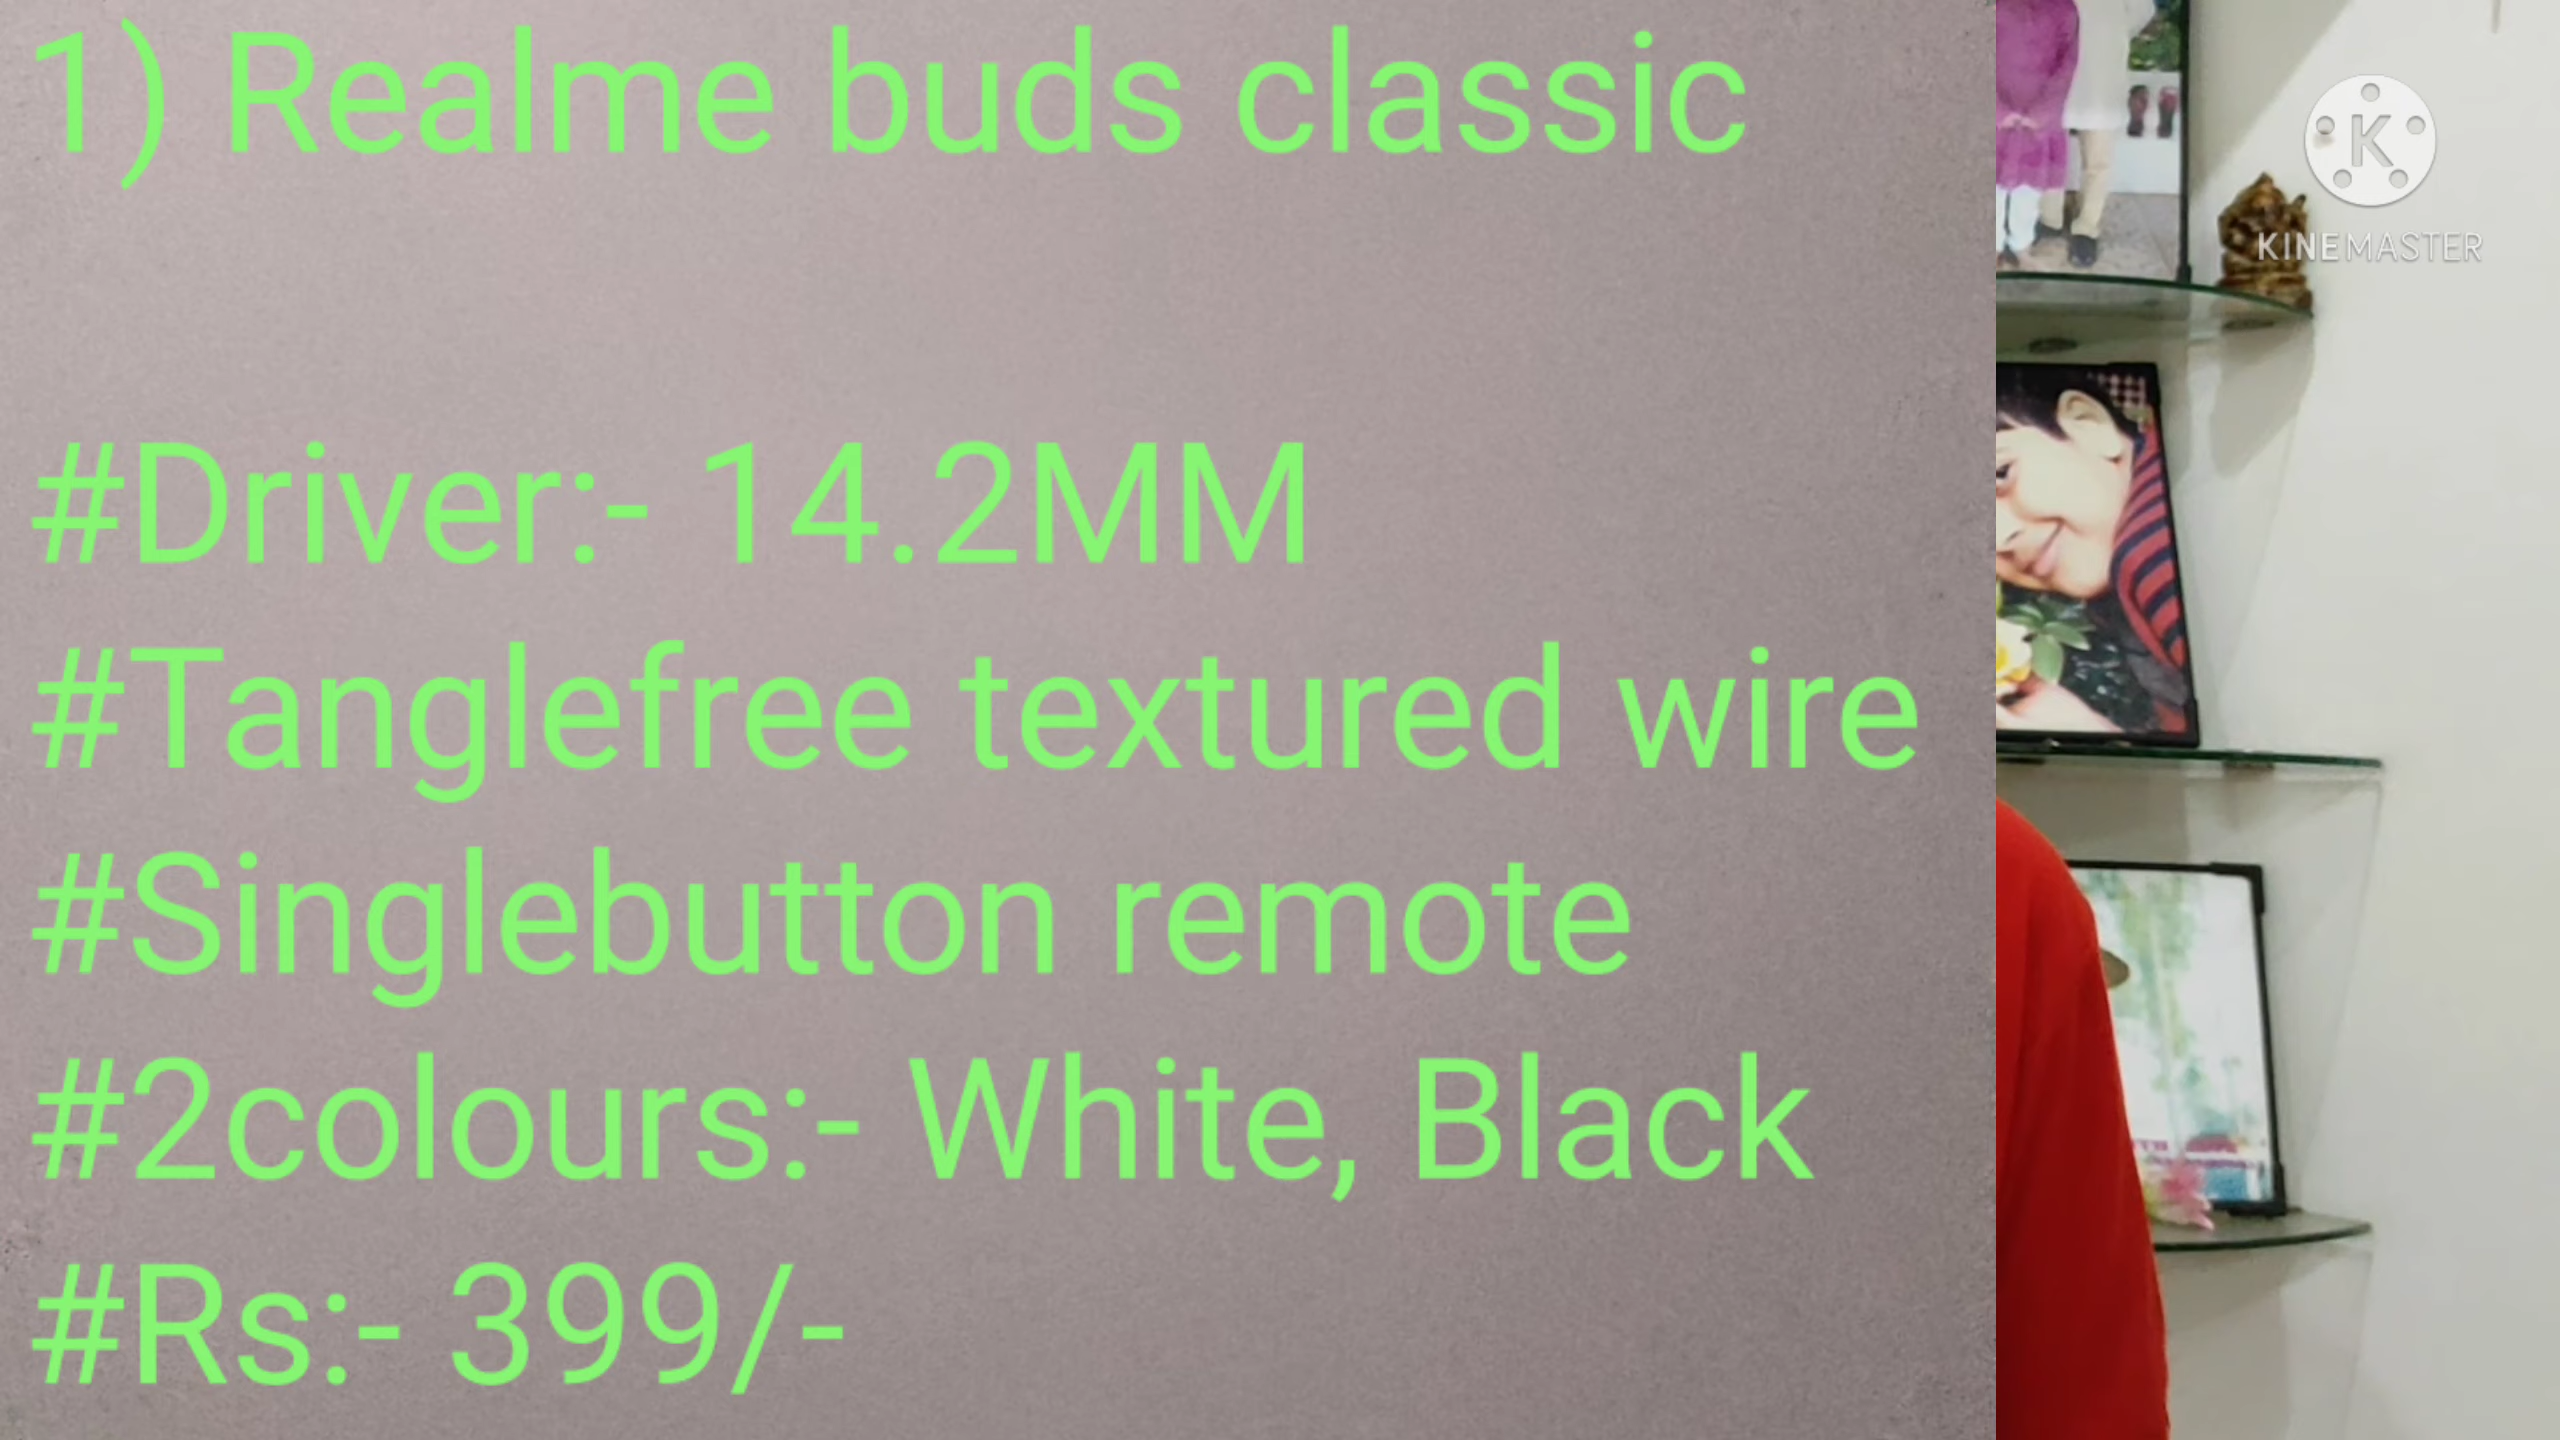 1) Realme buds classic
#Driver:- 14.2MM
#Tanglefree textured wire
#Singlebutton remote
#2colours:- White, Black
#Rs:- 399/-
K
KINEMASTER